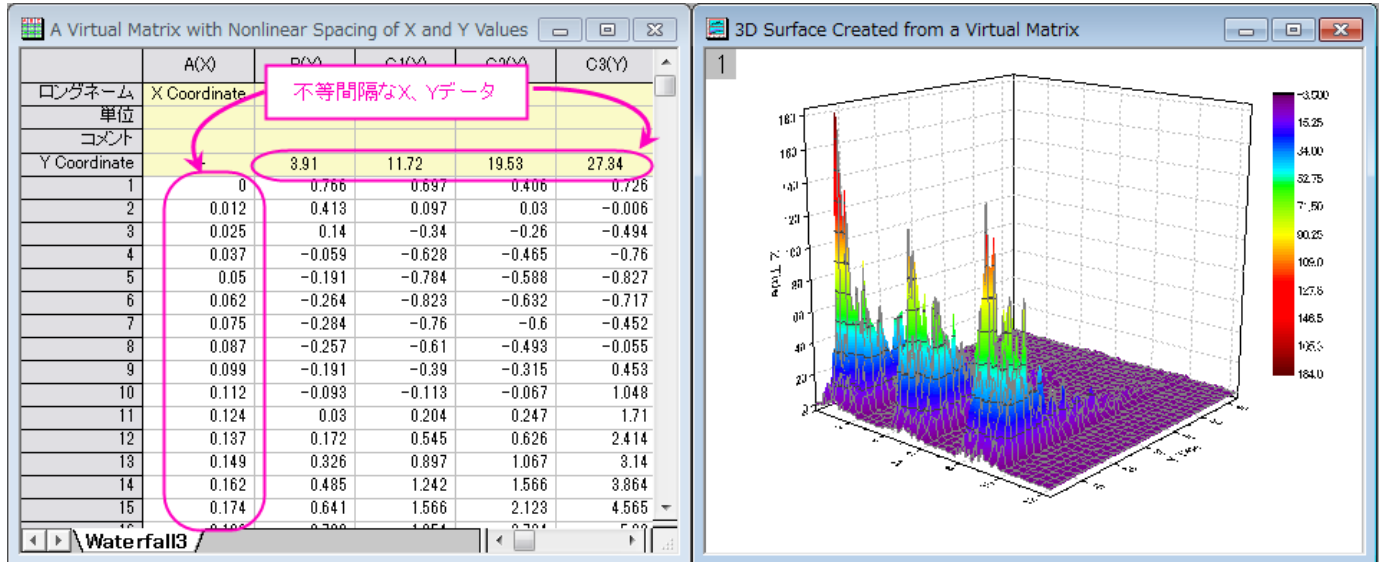 A Virtual Matrix with Nonlinear Spacing of X and Y Values
A(X) C3(Y)
ロングネーム X Coordinate
不等間隔なX、Yデータ
単位
コメント
Y Coordinate 3.91 11.72 19.53 27.34
1 0 0.766 0.697 0.406 0.726
2 0.012 0.413 0.097 0.03 -0.006
3 0.025 0.14 -0.34 -0.26 -0.494
4 0.037 -0.059 -0.628 -0.465 -0.76
5 0.05 -0.191 -0.784 -0.588 -0.827
6 0.062 -0.264 -0.823 -0.632 -0.717
7 0.075 -0.284 -0.76 -0.6 -0.452
8 0.087 -0.257 -0.61 -0.493 -0.055
9 0.099 -0.191 -0.39 -0.315 0.453
10 0.112 -0.093 -0.113 -0.067 1.048
11 0.124 0.03 0.204 0.247 1.71
12 0.137 0.172 0.545 0.626 2.414
13 0.149 0.326 0.897 1.067 3.14
14 0.162 0.485 1.242 1.566 3.864
15 0.174 0.641 1.566 2.123 4.565
Waterfall3
3D Surface Created from a Virtual Matrix
1
180
160
100
80
60
40
20
-3.500
15.25
34.00
52.75
71.50
90.25
109.0
127.8
146.5
184.0